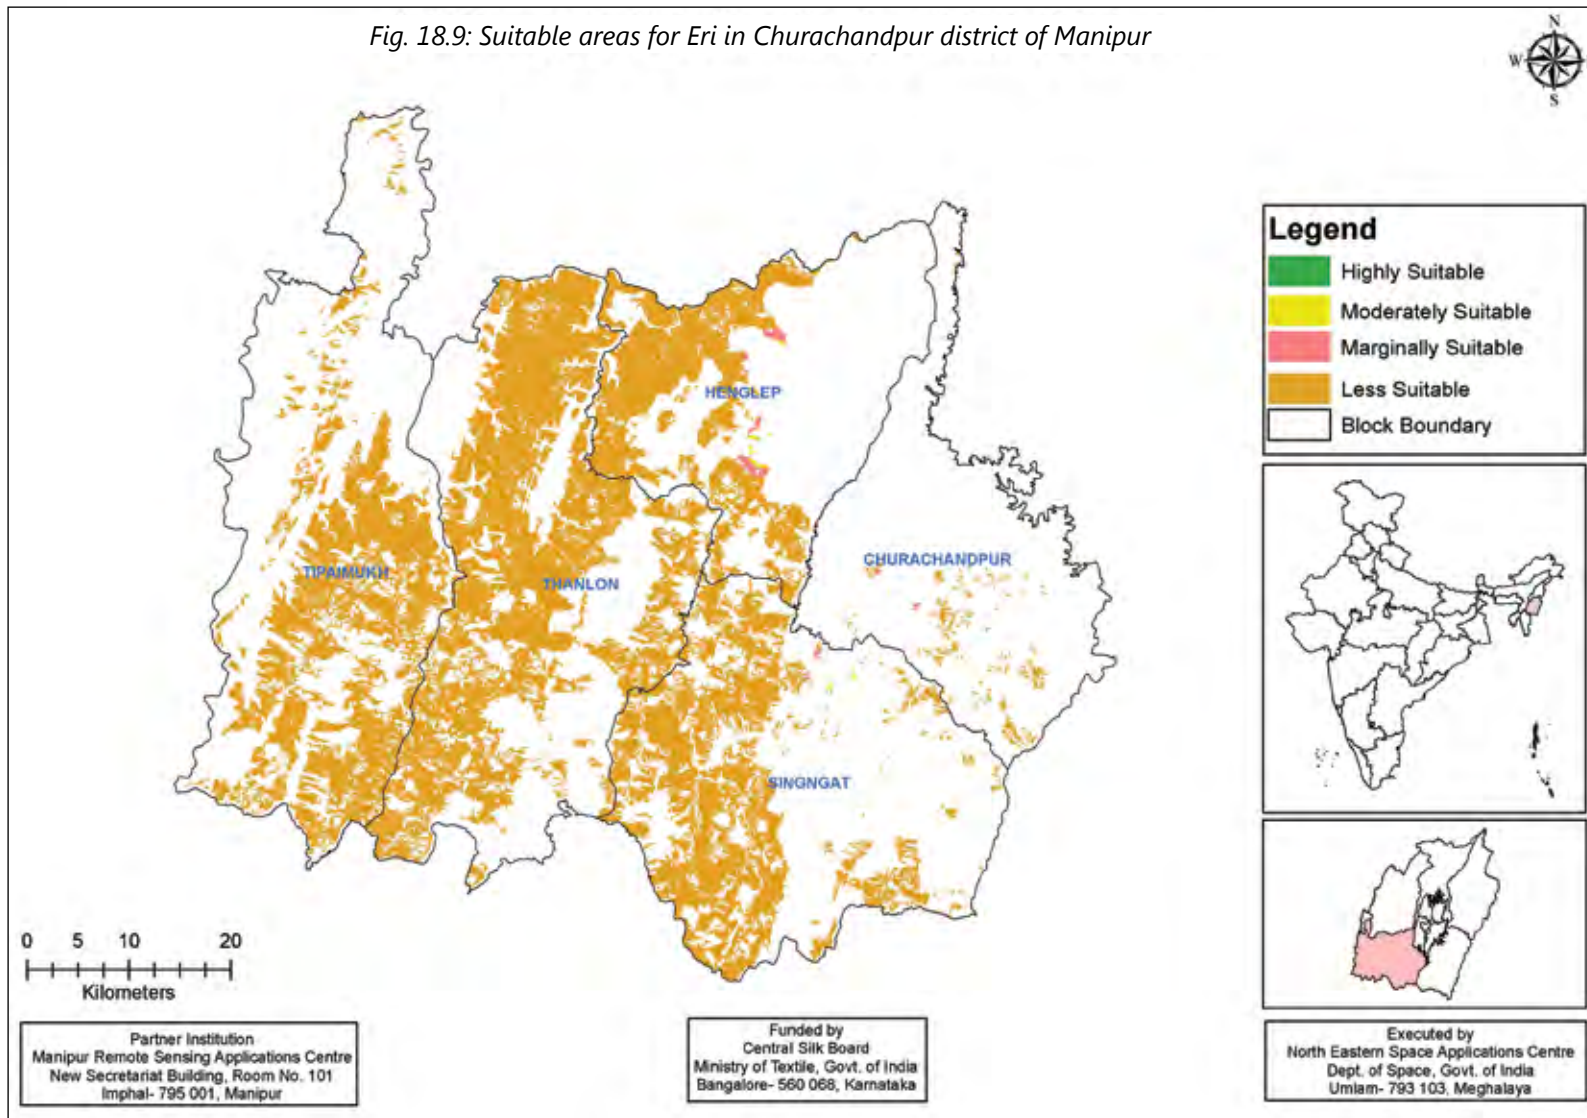 Fig. 18.9: Suitable areas for Eri in Churachandpur district of Manipur
N
W
S
Legend
Highly Suitable
Moderately Suitable
Marginally Suitable
Less Suitable
Block Boundary
HENGLEP
CHURACHANDPUR
TIPAIMUKH
THANLON
SINGNGAT
0 5 10 20
Kilometers
Partner Institution
Manipur Remote Sensing Applications Centre
New Secretariat Building, Room No. 101
Imphal- 795 001, Manipur
Funded by
Central Silk Board
Ministry of Textile, Govt. of India
Bangalore- 560 068, Karnataka
Executed by
North Eastern Space Applications Centre
Dept. of Space, Govt. of India
Umiam- 793 103, Meghalaya